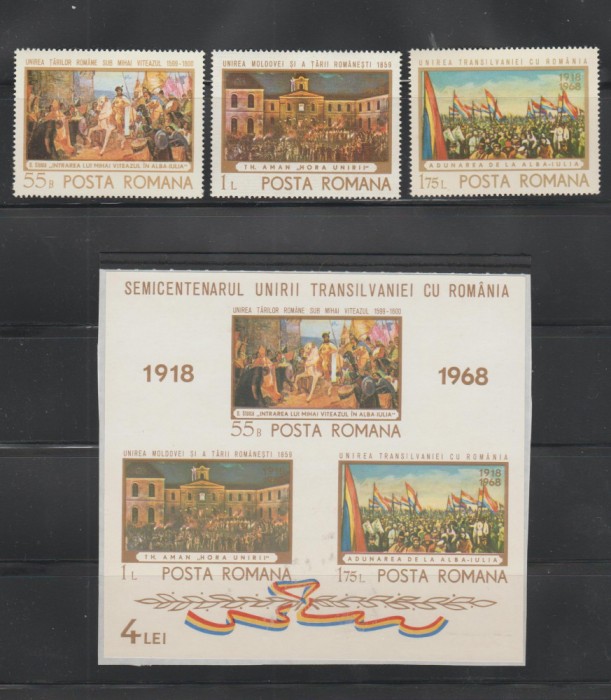 UNIREA ȚĂRILOR ROMÂNE SUB MIHAI VITEAZUL 1599-1600
S. DUBO „INTRAREA LUI MIHAI VITEAZUL ÎN ALBA-IULIA"
55B POSTA ROMANA
UNIREA MOLDOVEI ȘI A ȚĂRII ROMÂNEȘTI 1859
TH. AMAN „HORA UNIRII"
1L. POSTA ROMANA
UNIREA TRANSILVANIEI CU ROMÂNIA
1918
1968
ADUNAREA DE LA ALBA-IULIA
1.75L. POSTA ROMANA
SEMICENTENARUL UNIRII TRANSILVANIEI CU ROMÂNIA
1918
1968
UNIREA ȚĂRILOR ROMÂNE SUB MIHAI VITEAZUL 1599-1600
„INTRAREA LUI MIHAI VITEAZUL ÎN ALBA-IULIA"
55B POSTA ROMANA
UNIREA MOLDOVEI ȘI A ȚĂRII ROMÂNEȘTI 1859
TH. AMAN „HORA UNIRII"
1L. POSTA ROMANA
UNIREA TRANSILVANIEI CU ROMÂNIA
1918
1968
ADUNAREA DE LA ALBA-IULIA
1.75L. POSTA ROMANA
4 LEI